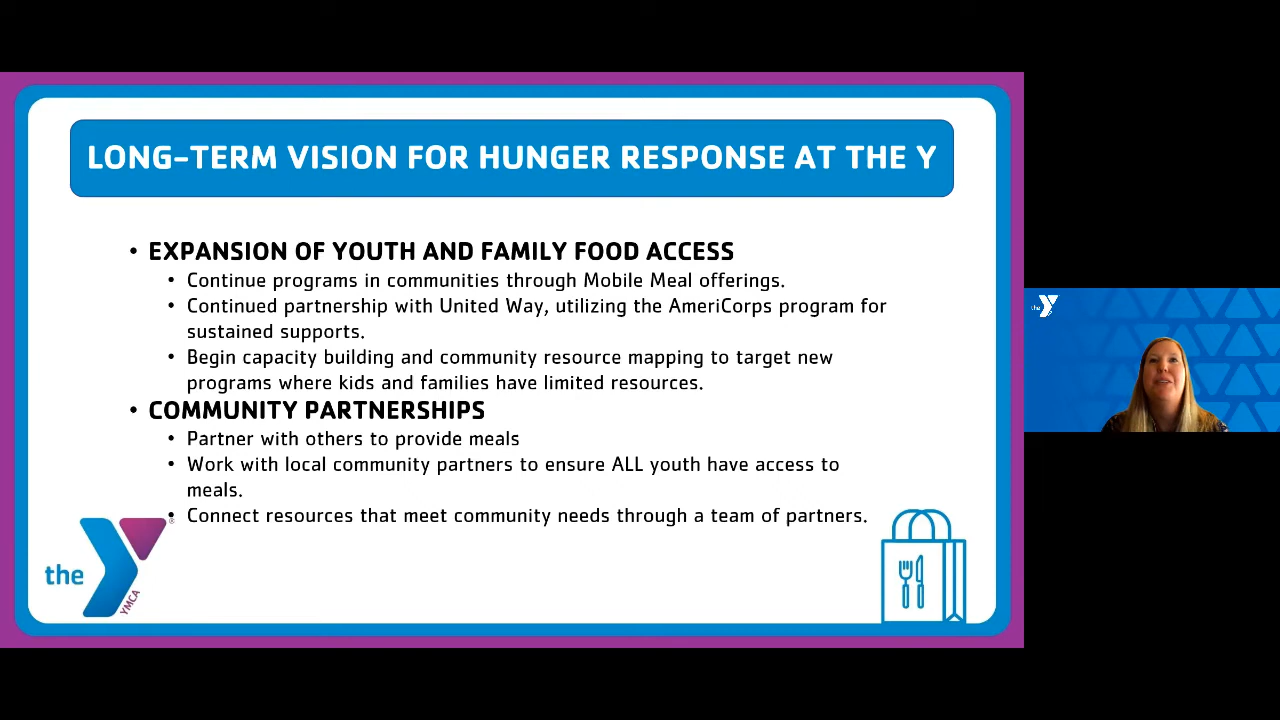 LONG-TERM VISION FOR HUNGER RESPONSE AT THE Y
• EXPANSION OF YOUTH AND FAMILY FOOD ACCESS
• Continue programs in communities through Mobile Meal offerings.
• Continued partnership with United Way, utilizing the AmeriCorps program for
sustained supports.
• Begin capacity building and community resource mapping to target new
programs where kids and families have limited resources.
• COMMUNITY PARTNERSHIPS
• Partner with others to provide meals
• Work with local community partners to ensure ALL youth have access to
meals.
• Connect resources that meet community needs through a team of partners.
the Y®
YMCA
the Y